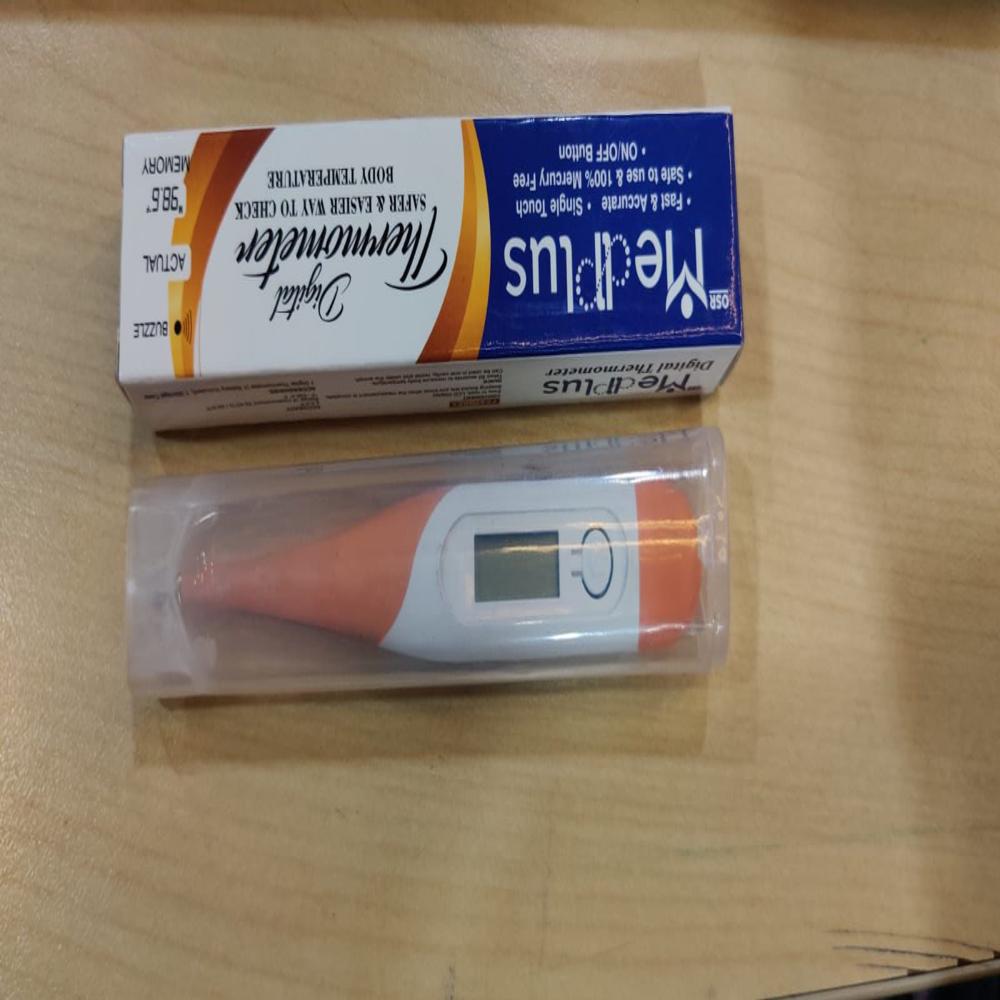 OSR
MedPlus
• Fast & Accurate • Single Touch
• Safe to use & 100% Mercury Free
• ON/OFF Button
Digital
Thermometer
SAFER & EASIER WAY TO CHECK
BODY TEMPERATURE
BUZZLE
ACTUAL
98.6°F
MEMORY
MedPlus
Digital Thermometer